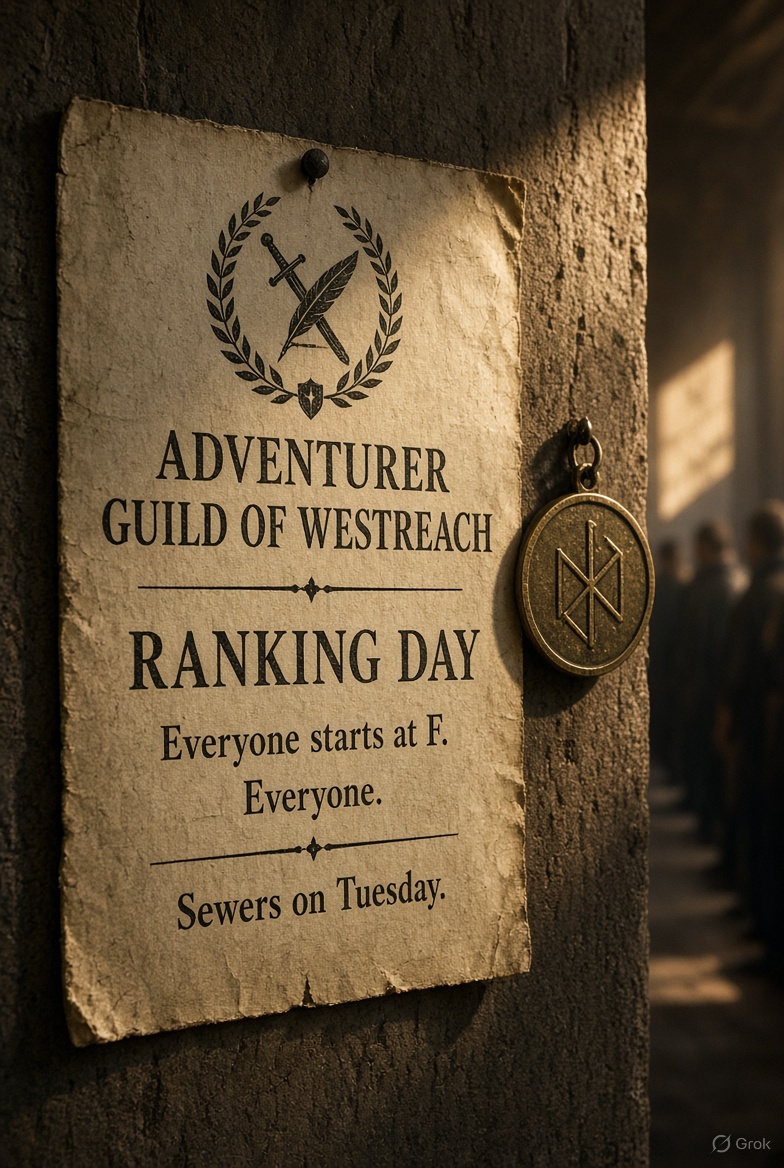 ADVENTURER
GUILD OF WESTREACH
RANKING DAY
Everyone starts at F.
Everyone.
Sewers on Tuesday.
Grok